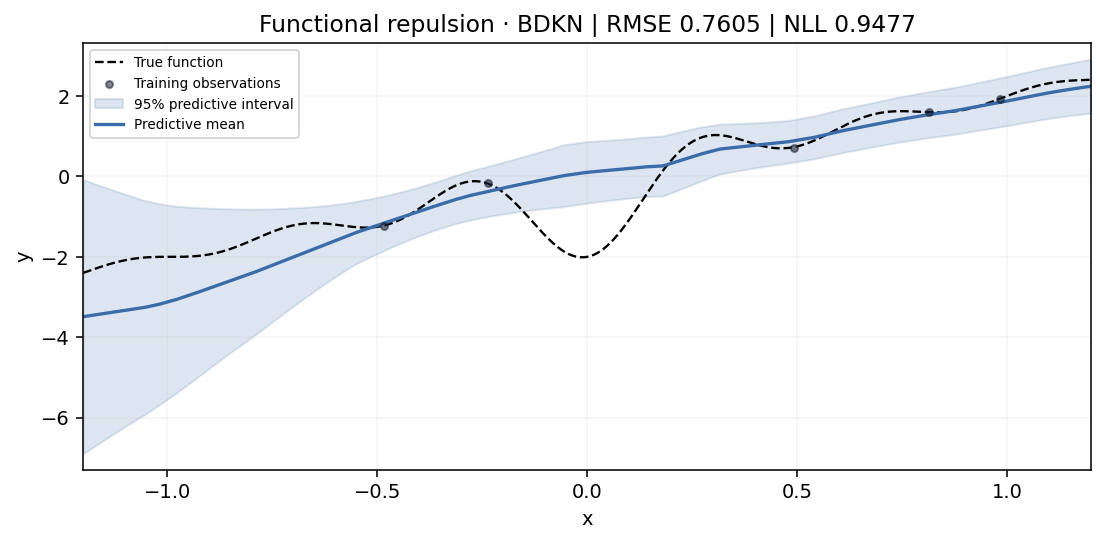 Functional repulsion · BDKN | RMSE 0.7605 | NLL 0.9477
True function
Training observations
95% predictive interval
Predictive mean
y
2
0
−2
−4
−6
−1.0 −0.5 0.0 0.5 1.0
x